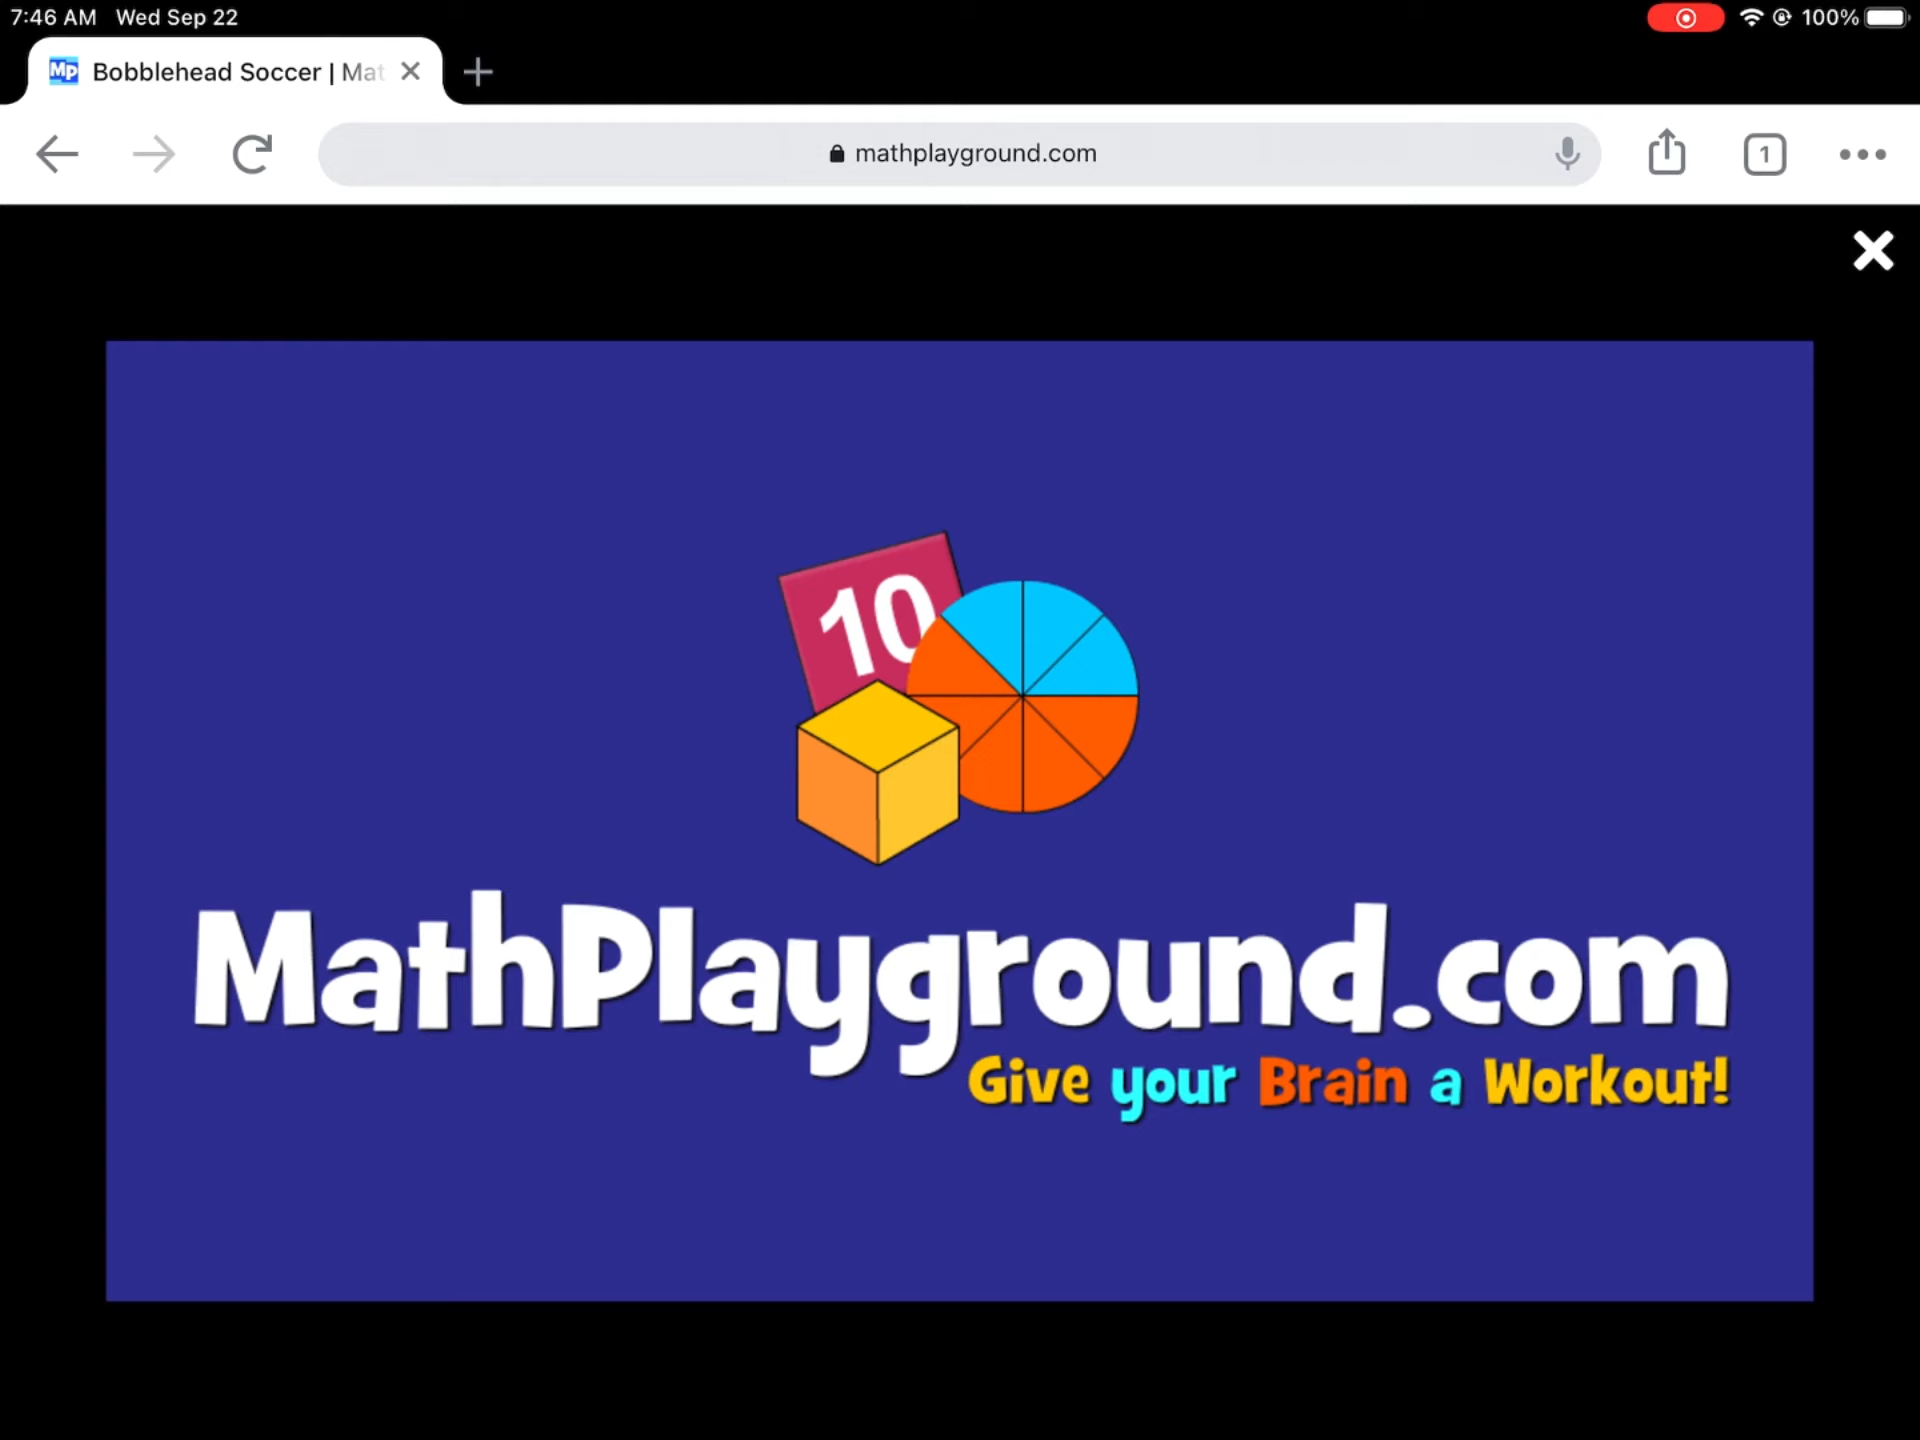 7:46 AM Wed Sep 22
100%
Mp Bobblehead Soccer | Mat
mathplayground.com
1
10
MathPlayground.com
Give your Brain a Workout!